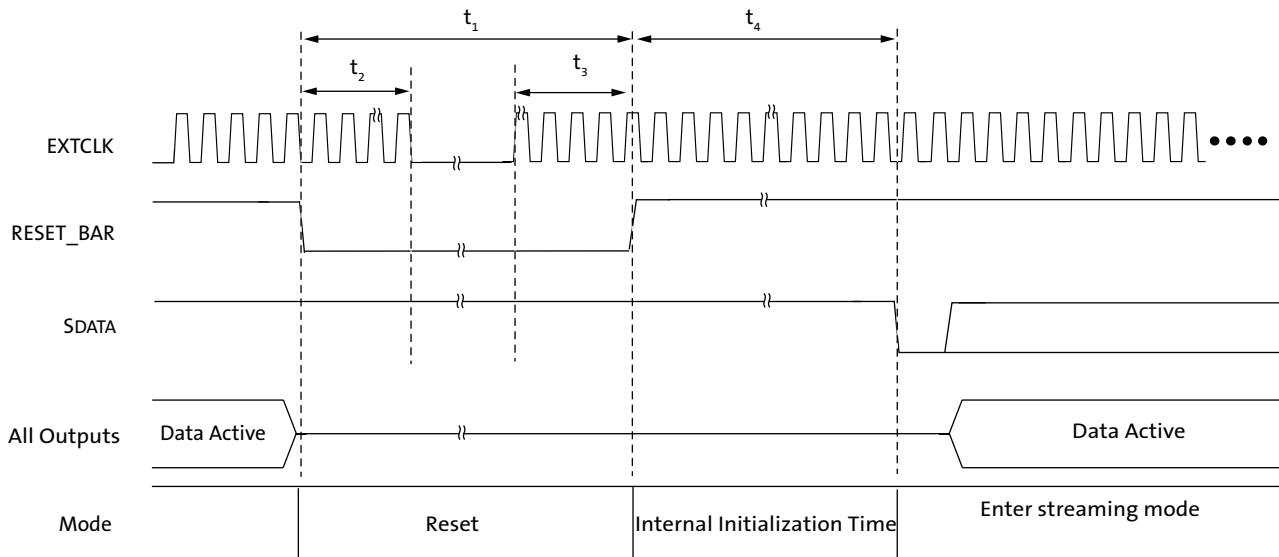 t₁
t₄
t₂
t₃
EXTCLK
RESET_BAR
SDATA
All Outputs
Data Active
Data Active
Mode
Reset
Internal Initialization Time
Enter streaming mode